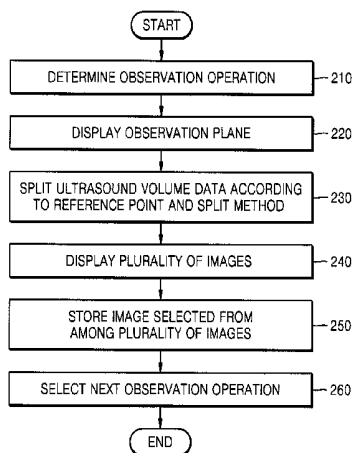 START
DETERMINE OBSERVATION OPERATION
210
DISPLAY OBSERVATION PLANE
220
SPLIT ULTRASOUND VOLUME DATA ACCORDING
TO REFERENCE POINT AND SPLIT METHOD
230
DISPLAY PLURALITY OF IMAGES
240
STORE IMAGE SELECTED FROM
AMONG PLURALITY OF IMAGES
250
SELECT NEXT OBSERVATION OPERATION
260
END